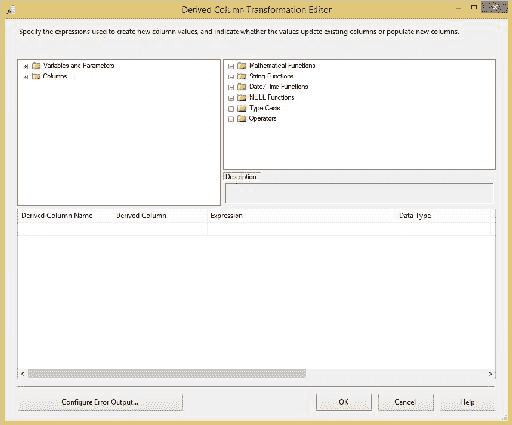 Derived Column Transformation Editor
Specify the expressions used to create new column values, and indicate whether the values update existing columns or populate new columns.
Variables and Parameters
Columns
Mathematical Functions
String Functions
Date/Time Functions
NULL Functions
Type Casts
Operators
Description:
Derived Column Name Derived Column Expression Data Type
Configure Error Output... OK Cancel Help